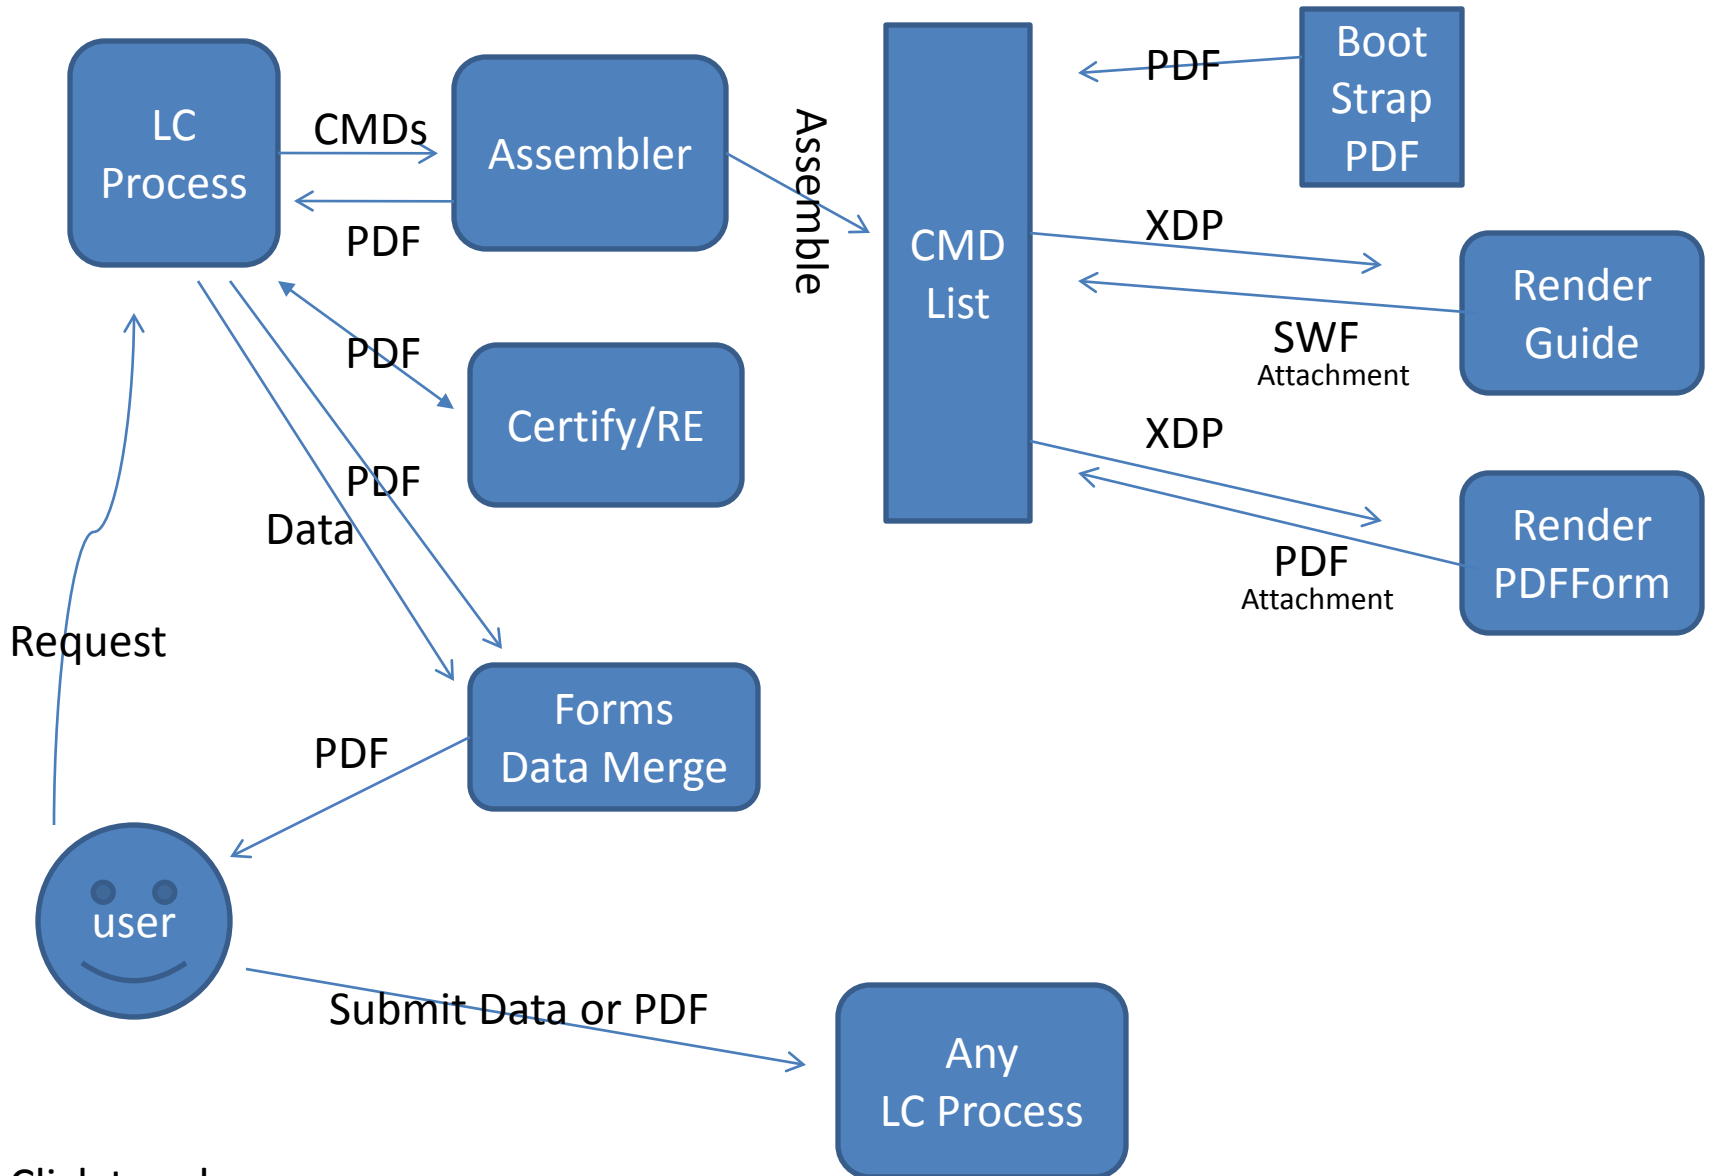 LC
Process
CMDs
PDF
Assembler
Assemble
CMD
List
PDF
Boot
Strap
PDF
XDP
SWF
Attachment
Render
Guide
XDP
PDF
Attachment
Render
PDFForm
PDF
Certify/RE
PDF
Data
Request
Forms
Data Merge
PDF
user
Submit Data or PDF
Any
LC Process